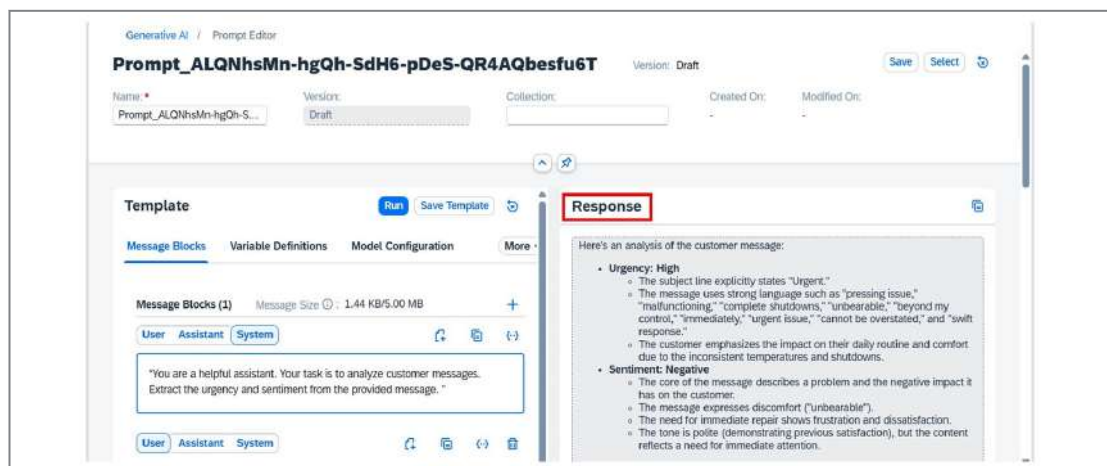 Generative AI / Prompt Editor
Prompt_ALQNhsMn-hgQh-SdH6-pDeS-QR4AQbesfu6T Version: Draft Save Select
Name: * Version: Collection: Created On: Modified On:
Prompt_ALQNhsMn-hgQh-S... Draft - -
Template Run Save Template
Message Blocks Variable Definitions Model Configuration More
Message Blocks (1) Message Size : 1.44 KB/5.00 MB
User Assistant System
"You are a helpful assistant. Your task is to analyze customer messages.
Extract the urgency and sentiment from the provided message. "
User Assistant System
Response
Here's an analysis of the customer message:
• Urgency: High
○ The subject line explicitly states "Urgent."
○ The message uses strong language such as "pressing issue,"
"malfunctioning," "complete shutdowns," "unbearable," "beyond my
control," "immediately," "urgent issue," "cannot be overstated," and "swift
response."
○ The customer emphasizes the impact on their daily routine and comfort
due to the inconsistent temperatures and shutdowns.
• Sentiment: Negative
○ The core of the message describes a problem and the negative impact it
has on the customer.
○ The message expresses discomfort ("unbearable").
○ The need for immediate repair shows frustration and dissatisfaction.
○ The tone is polite (demonstrating previous satisfaction), but the content
reflects a need for immediate attention.